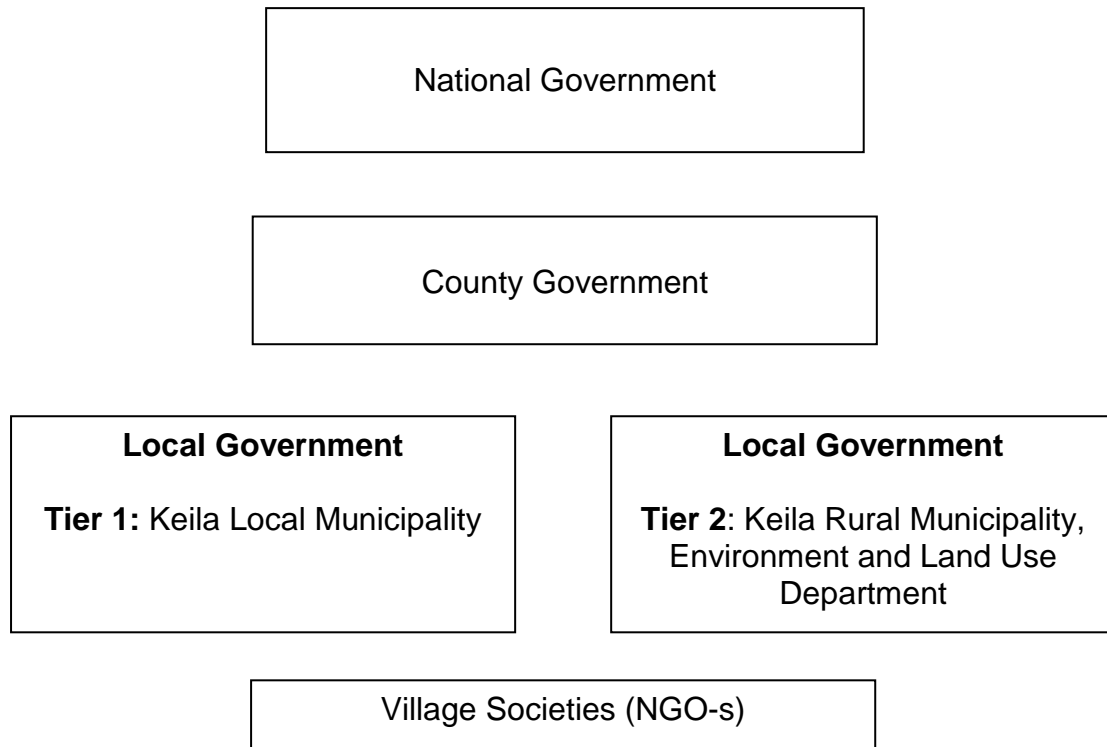 National Government
County Government
Local Government
Tier 1: Keila Local Municipality
Local Government
Tier 2: Keila Rural Municipality,
Environment and Land Use
Department
Village Societies (NGO-s)